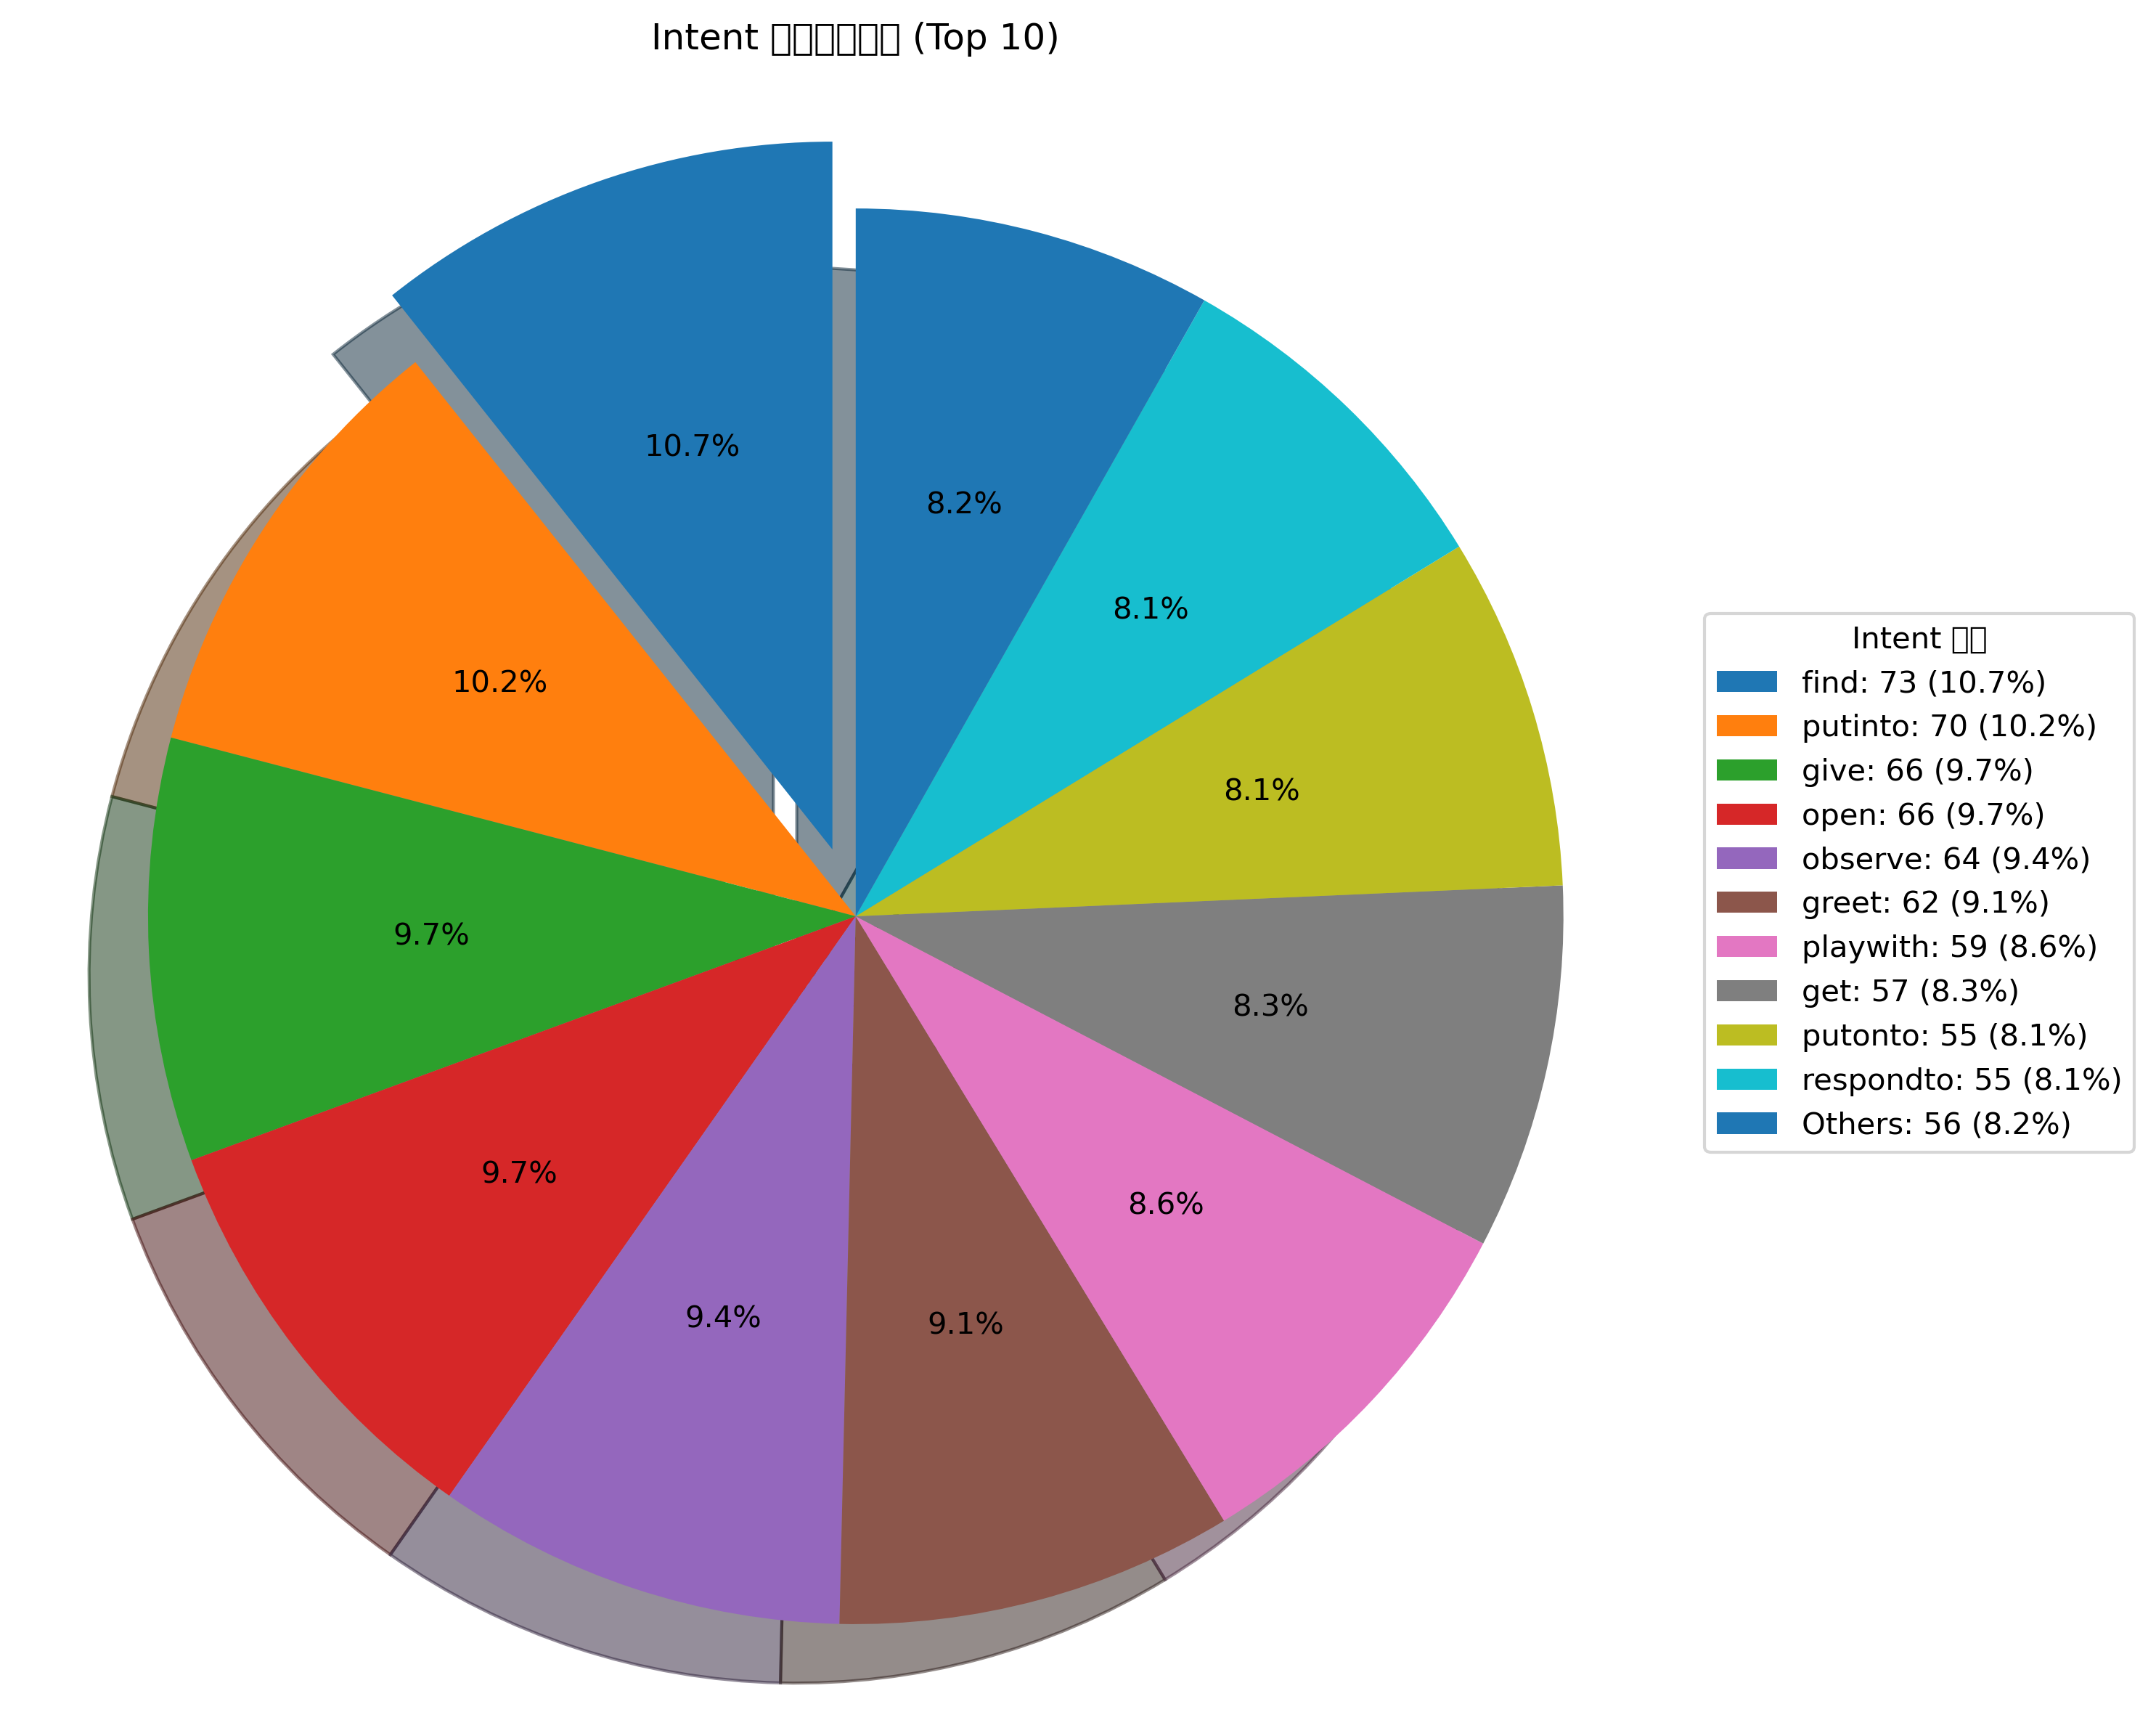 Intent (Top 10)
10.7%
8.2%
8.1%
10.2%
8.1%
9.7%
8.3%
9.7%
8.6%
9.4%
9.1%
Intent
find: 73 (10.7%)
putinto: 70 (10.2%)
give: 66 (9.7%)
open: 66 (9.7%)
observe: 64 (9.4%)
greet: 62 (9.1%)
playwith: 59 (8.6%)
get: 57 (8.3%)
putonto: 55 (8.1%)
respondto: 55 (8.1%)
Others: 56 (8.2%)